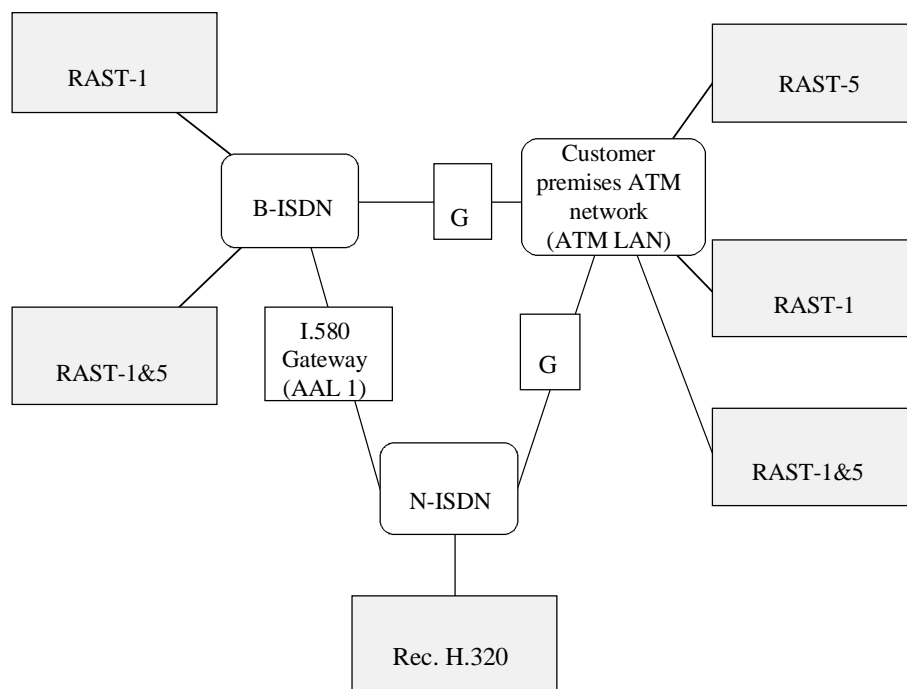 RAST-1
RAST-5
Customer
premises ATM
network
(ATM LAN)
B-ISDN
G
RAST-1
I.580
Gateway
(AAL 1)
G
RAST-1&5
RAST-1&5
N-ISDN
Rec. H.320